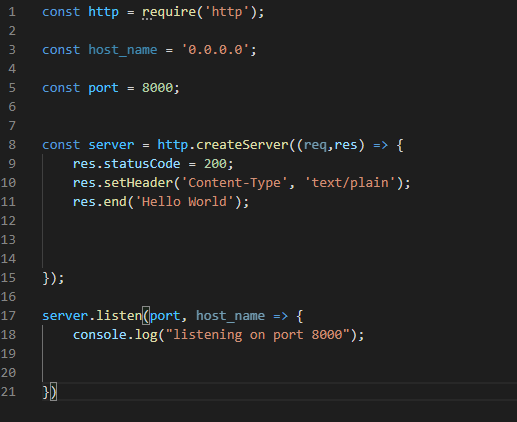 1 const http = require('http');
2
3 const host_name = '0.0.0.0';
4
5 const port = 8000;
6
7
8 const server = http.createServer((req,res) => {
9     res.statusCode = 200;
10     res.setHeader('Content-Type', 'text/plain');
11     res.end('Hello World');
12
13
14
15 });
16
17 server.listen(port, host_name => {
18     console.log("listening on port 8000");
19
20
21 })